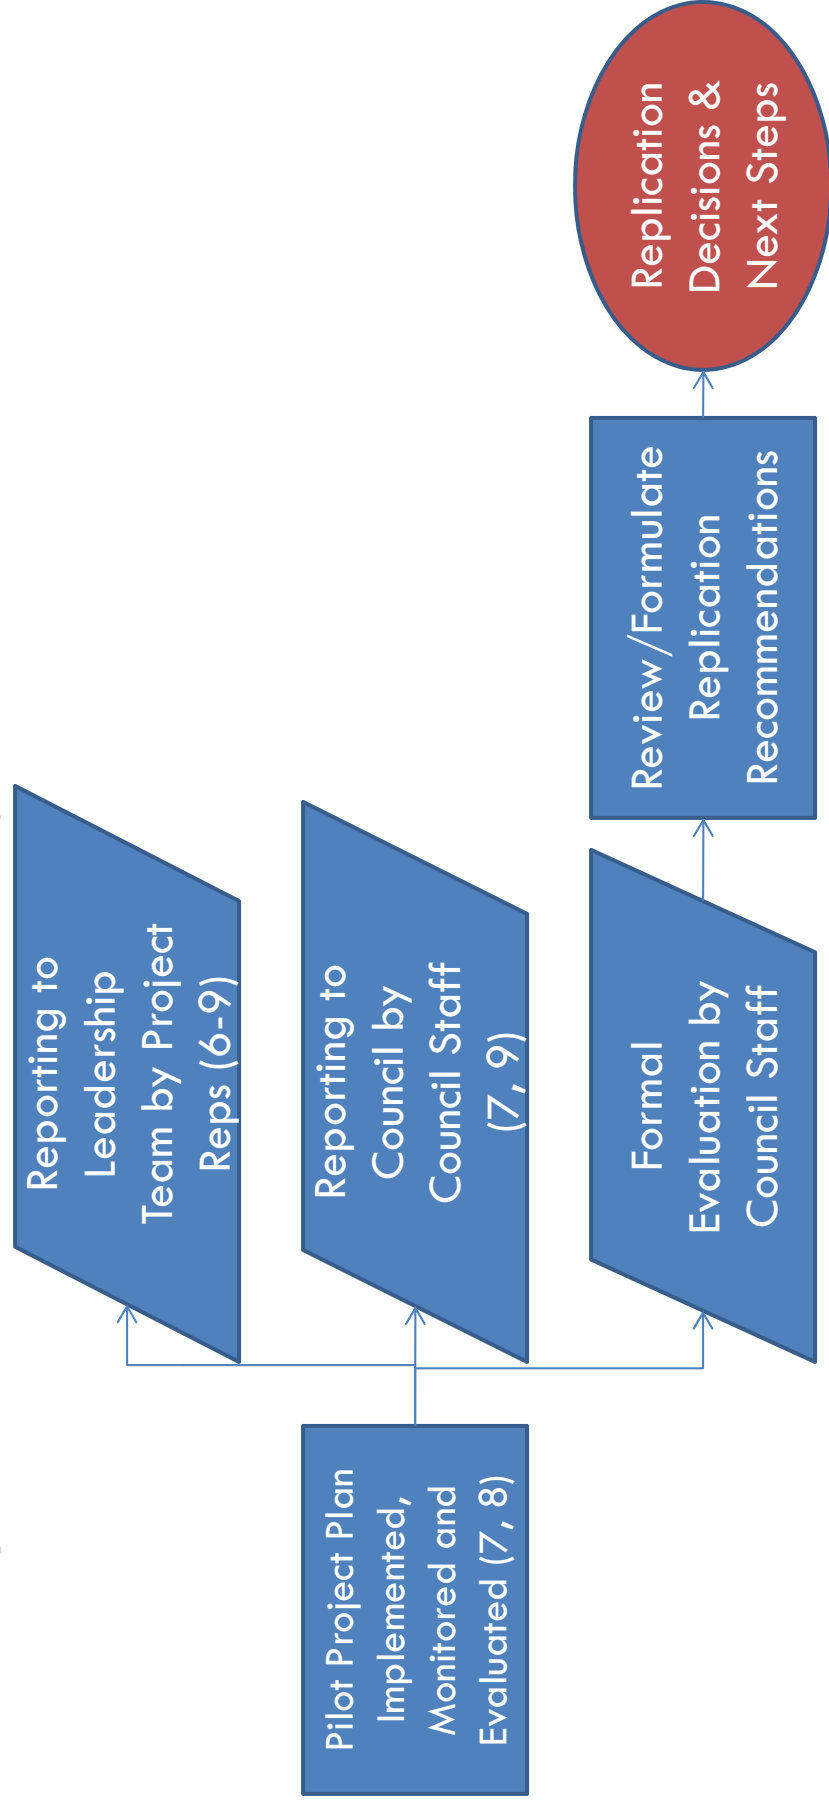 Pilot Project Plan
Implemented,
Monitored and
Evaluated (7, 8)
Reporting to
Leadership
Team by Project
Reps (6-9)
Reporting to
Council by
Council Staff
(7, 9)
Formal
Evaluation by
Council Staff
Review/Formulate
Replication
Recommendations
Replication
Decisions &
Next Steps